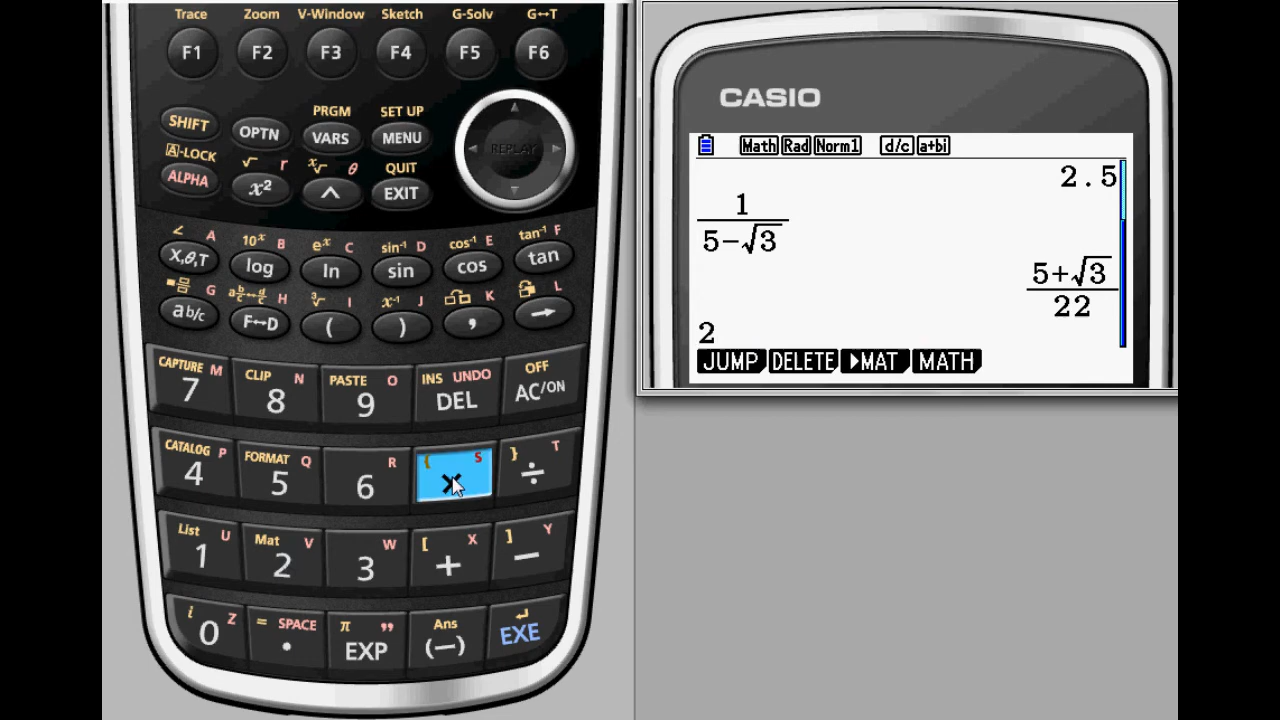 Trace Zoom V-Window Sketch G-Solv G↔T
F1 F2 F3 F4 F5 F6
PRGM SET UP
SHIFT OPTN VARS MENU
REPLAY
A-LOCK √ r ˣ√ θ QUIT
ALPHA x² ^ EXIT
∠ A 10ˣ B eˣ C sin⁻¹ D cos⁻¹ E tan⁻¹ F
X,θ,T log ln sin cos tan
G a b/c↔d/c H ³√ I x⁻¹ J K L
a b/c F↔D ( ) , →
CAPTURE M CLIP N PASTE O INS UNDO OFF
7 8 9 DEL AC/ON
CATALOG P FORMAT Q R { S } T
4 5 6 × ÷
List U Mat V W [ X ] Y
1 2 3 + −
i Z = SPACE π ” Ans ↵
0 • EXP (−) EXE
CASIO
Math Rad Norm1 d/c a+bi
2.5
1
5−√3
5+√3
22
2
JUMP DELETE ▶MAT MATH